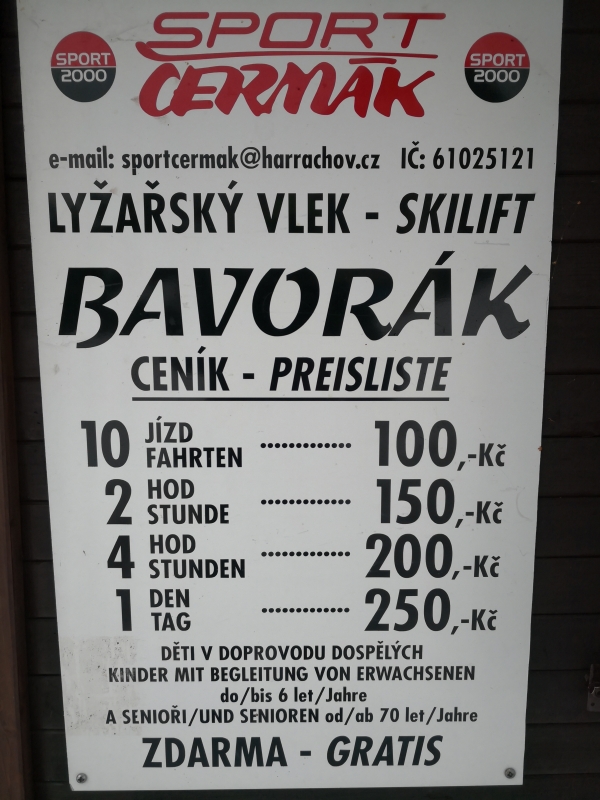 SPORT
ČERMÁK
SPORT
2000
SPORT
2000
e-mail: sportcermak@harrachov.cz IČ: 61025121
LYŽAŘSKÝ VLEK - SKILIFT
BAVORÁK
CENÍK - PREISLISTE
10 JÍZD FAHRTEN .............. 100,-Kč
2 HOD STUNDE .............. 150,-Kč
4 HOD STUNDEN .............. 200,-Kč
1 DEN TAG .............. 250,-Kč
DĚTI V DOPROVODU DOSPĚLÝCH
KINDER MIT BEGLEITUNG VON ERWACHSENEN
do/bis 6 let/Jahre
A SENIOŘI/UND SENIOREN od/ab 70 let/Jahre
ZDARMA - GRATIS